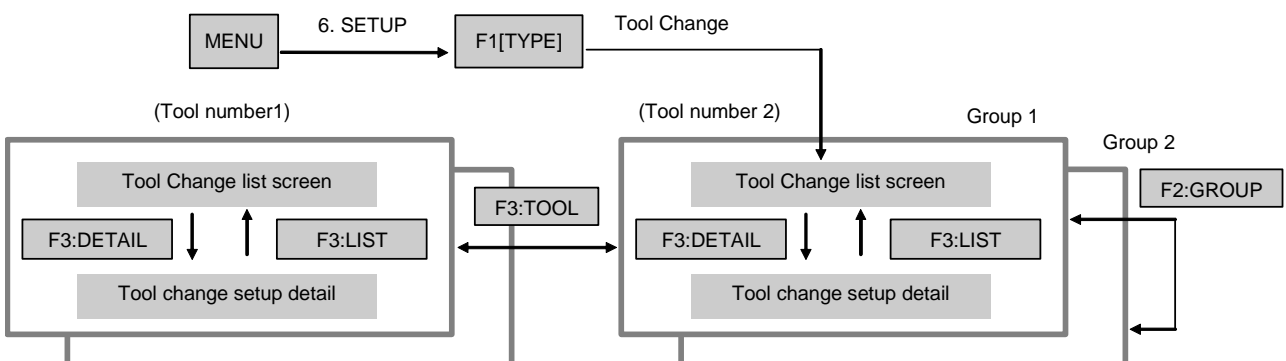 MENU
6. SETUP
F1[TYPE]
Tool Change
(Tool number1)
(Tool number 2)
Group 1
Group 2
Tool Change list screen
F3:DETAIL
F3:LIST
Tool change setup detail
F3:TOOL
Tool Change list screen
F3:DETAIL
F3:LIST
Tool change setup detail
F2:GROUP